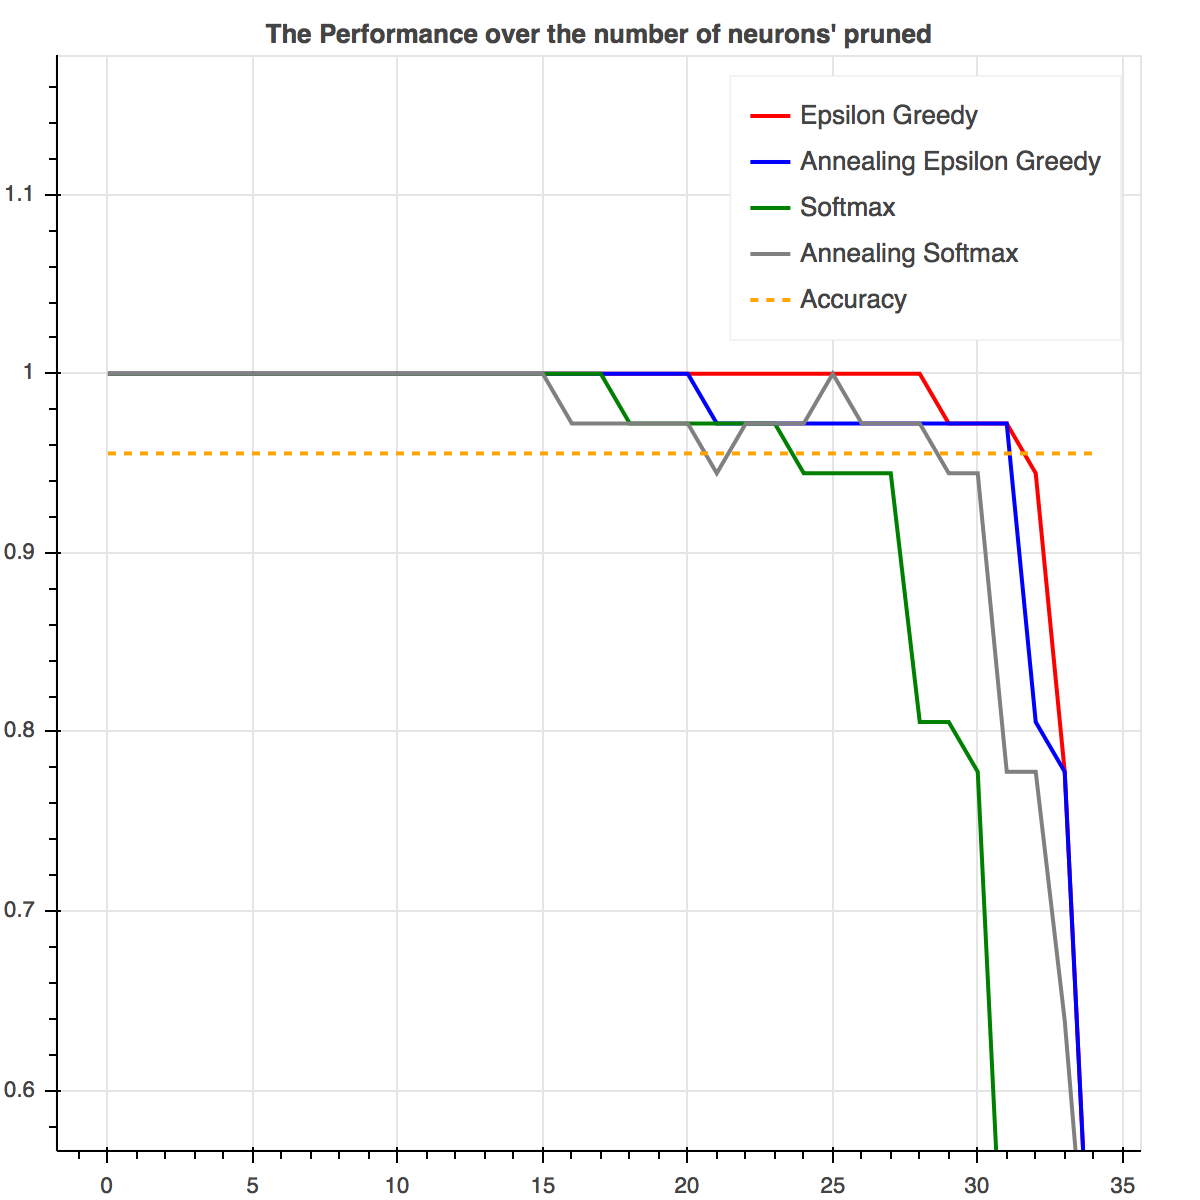 The Performance over the number of neurons' pruned
Epsilon Greedy
Annealing Epsilon Greedy
Softmax
Annealing Softmax
Accuracy
1.1
1
0.9
0.8
0.7
0.6
0 5 10 15 20 25 30 35